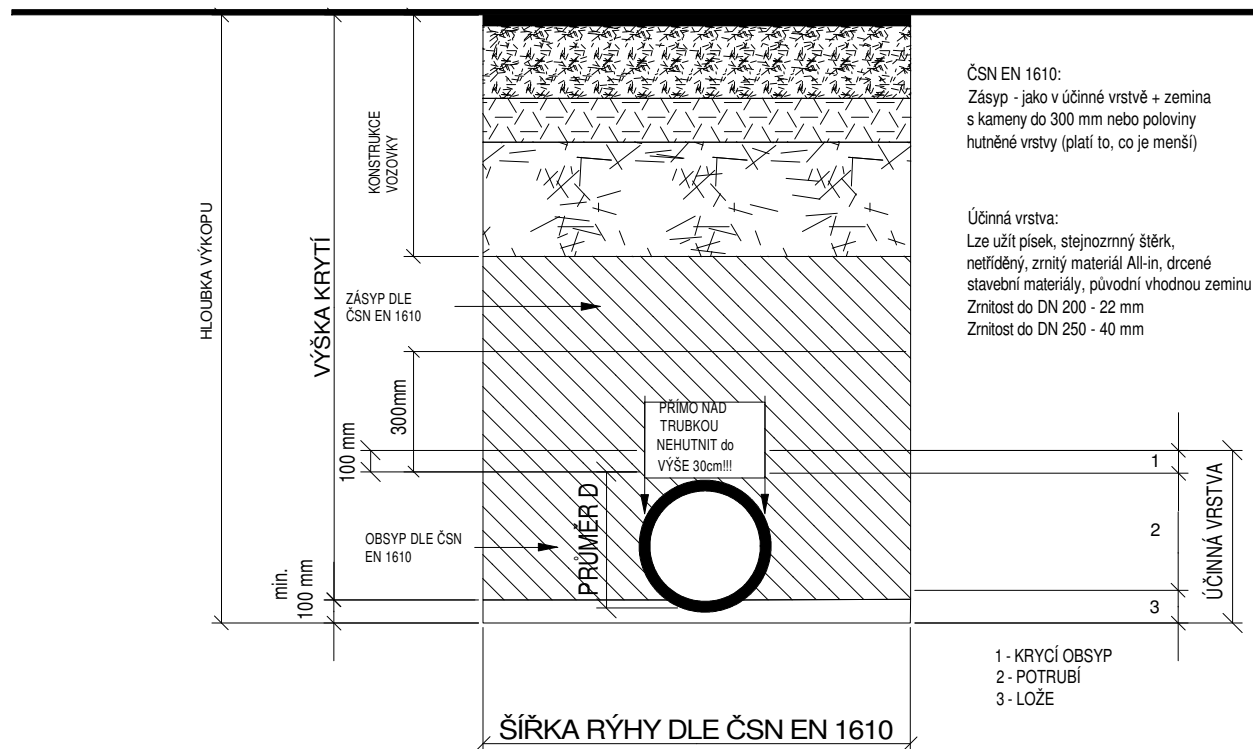 ČSN EN 1610:
Zásyp - jako v účinné vrstvě + zemina
s kameny do 300 mm nebo poloviny
hutněné vrstvy (platí to, co je menší)
Účinná vrstva:
Lze užít písek, stejnozrnný štěrk,
netříděný, zrnitý materiál All-in, drcené
stavební materiály, původní vhodnou zeminu
Zrnitost do DN 200 - 22 mm
Zrnitost do DN 250 - 40 mm
HLOUBKA VÝKOPU
VÝŠKA KRYTÍ
KONSTRUKCE
VOZOVKY
ZÁSYP DLE
ČSN EN 1610
300mm
100 mm
PŘÍMO NAD
TRUBKOU
NEHUTNIT do
VÝŠE 30cm!!!
PRŮMĚR D
OBSYP DLE ČSN
EN 1610
min.
100 mm
1
2
3
ÚČINNÁ VRSTVA
1 - KRYCÍ OBSYP
2 - POTRUBÍ
3 - LOŽE
ŠÍŘKA RÝHY DLE ČSN EN 1610